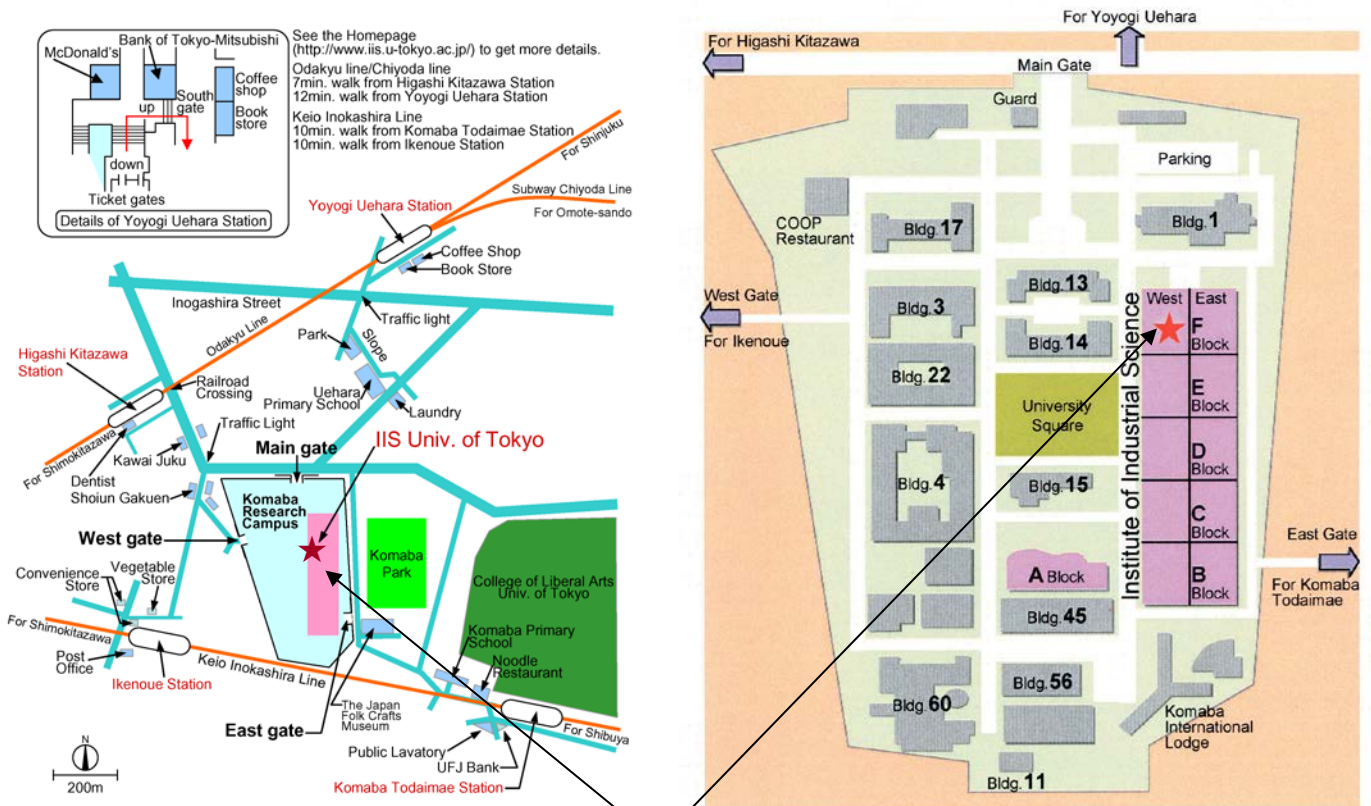 McDonald's
Bank of Tokyo-Mitsubishi
Coffee
shop
South
gate
up
Book
store
down
Ticket gates
Details of Yoyogi Uehara Station
See the Homepage
(http://www.iis.u-tokyo.ac.jp/) to get more details.
Odakyu line/Chiyoda line
7min. walk from Higashi Kitazawa Station
12min. walk from Yoyogi Uehara Station
Keio Inokashira Line
10min. walk from Komaba Todaimae Station
10min. walk from Ikenoue Station
For Shinjuku
Subway Chiyoda Line
For Omote-sando
Yoyogi Uehara Station
Coffee Shop
Book Store
Inogashira Street
Traffic light
Odakyu Line
Park
Slope
Higashi Kitazawa
Station
Railroad
Crossing
Uehara
Primary School
Laundry
Traffic Light
For Shimokitazawa
Kawai Juku
Main gate
IIS Univ. of Tokyo
Dentist
Shoiun Gakuen
Komaba
Research
Campus
West gate
Komaba
Park
College of Liberal Arts
Univ. of Tokyo
Convenience
Store
Vegetable
Store
For Shimokitazawa
Post
Office
Ikenoue Station
Keio Inokashira Line
Komaba Primary
School
Noodle
Restaurant
The Japan
Folk Crafts
Museum
East gate
For Shibuya
Public Lavatory
UFJ Bank
Komaba Todaimae Station
N
200m
For Yoyogi Uehara
For Higashi Kitazawa
Main Gate
Guard
Parking
COOP
Restaurant
Bldg.17
Bldg.1
Bldg.13
West Gate
For Ikenoue
Bldg.3
Bldg.14
West
East
F
Block
Bldg.22
Institute of Industrial Science
University
Square
E
Block
D
Block
Bldg.4
Bldg.15
C
Block
East Gate
For Komaba
Todaimae
A Block
B
Block
Bldg.45
Bldg.56
Bldg.60
Komaba
International
Lodge
Bldg.11